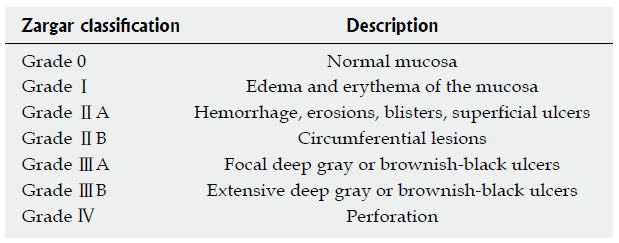 Zargar classification Description
Grade 0 Normal mucosa
Grade Ⅰ Edema and erythema of the mucosa
Grade ⅡA Hemorrhage, erosions, blisters, superficial ulcers
Grade ⅡB Circumferential lesions
Grade ⅢA Focal deep gray or brownish-black ulcers
Grade ⅢB Extensive deep gray or brownish-black ulcers
Grade Ⅳ Perforation